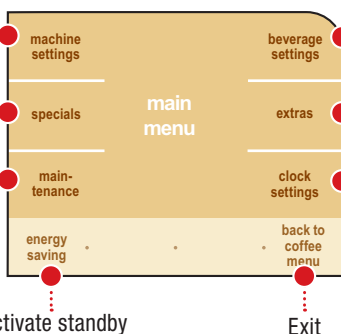 machine settings
beverage settings
specials
main menu
extras
main-tenance
clock settings
energy saving
back to coffee menu
ctivate standby
Exit